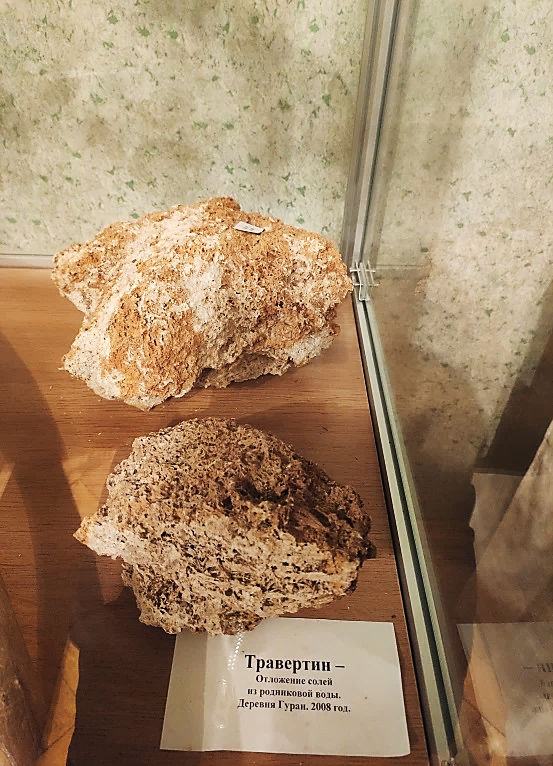 Травертин –
Отложение солей
из родниковой воды.
Деревня Гуран. 2008 год.